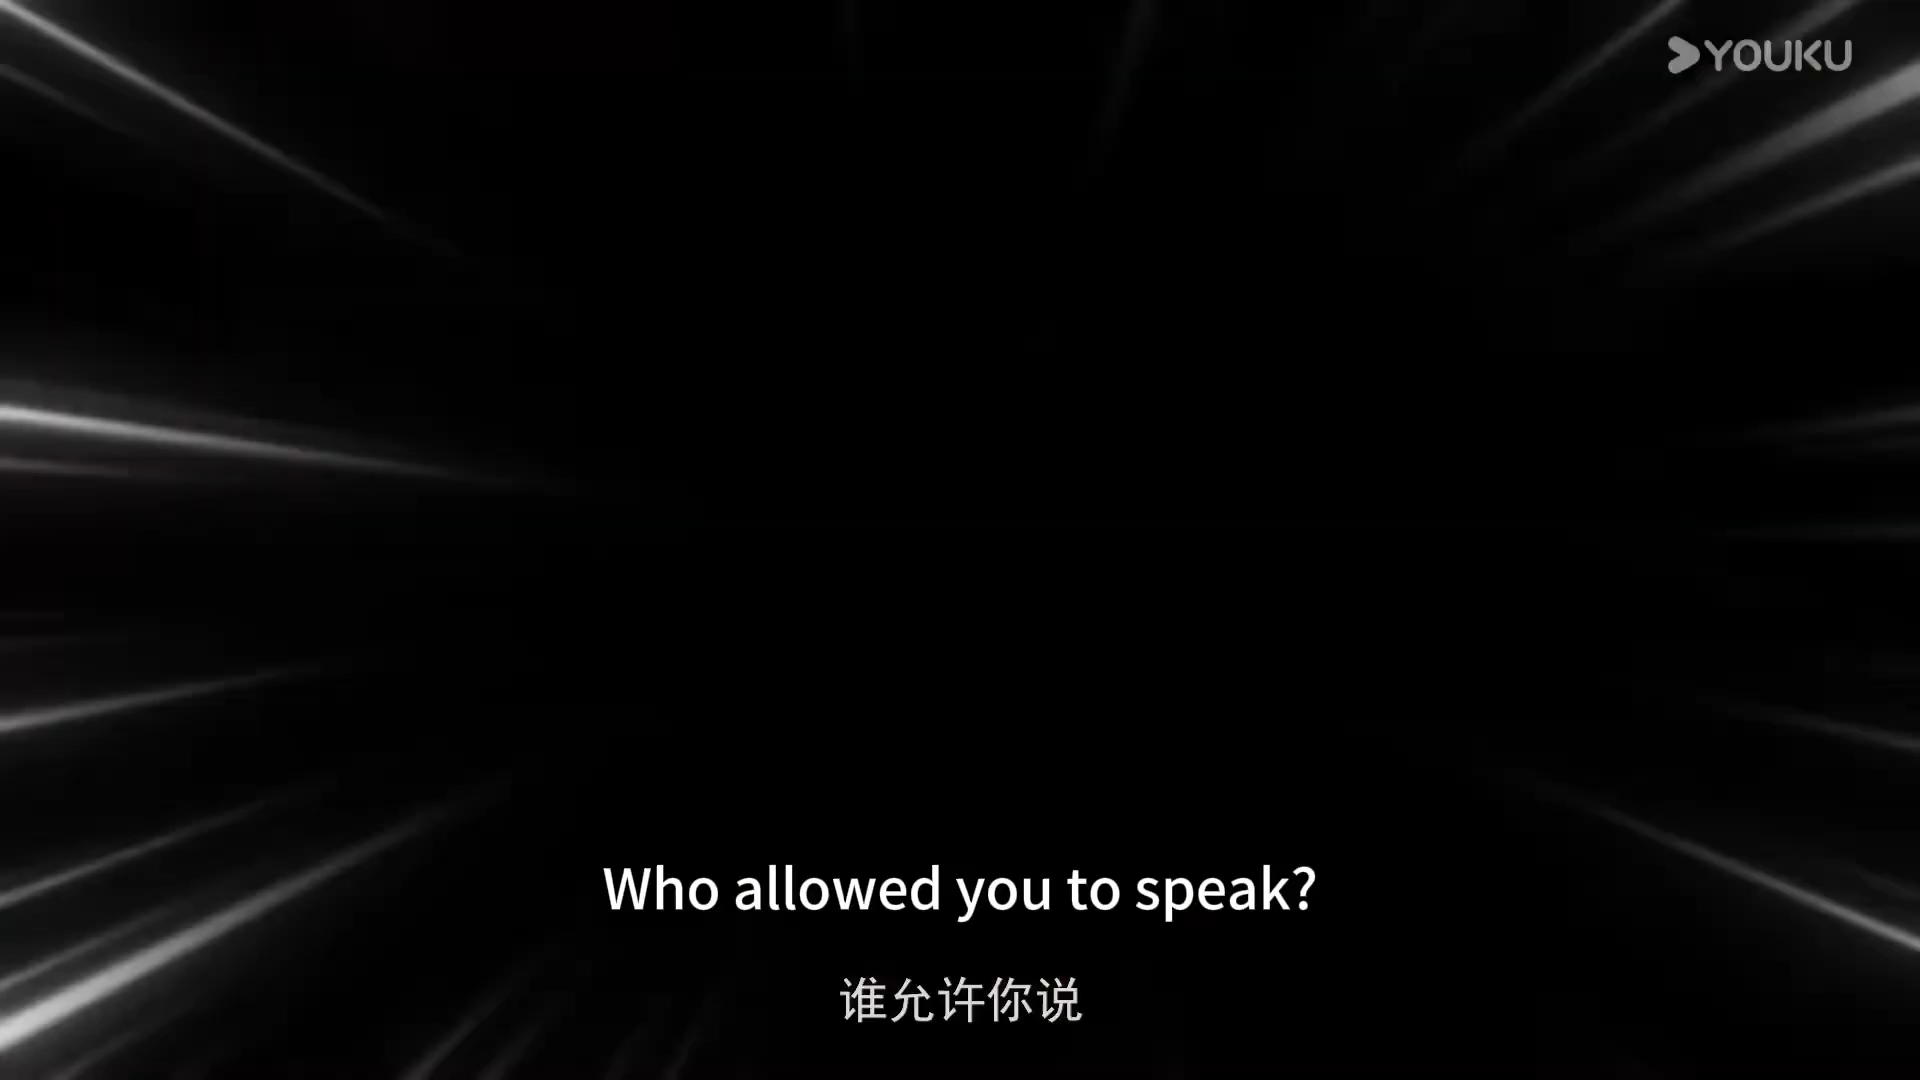 YOUKU
Who allowed you to speak?
谁允许你说